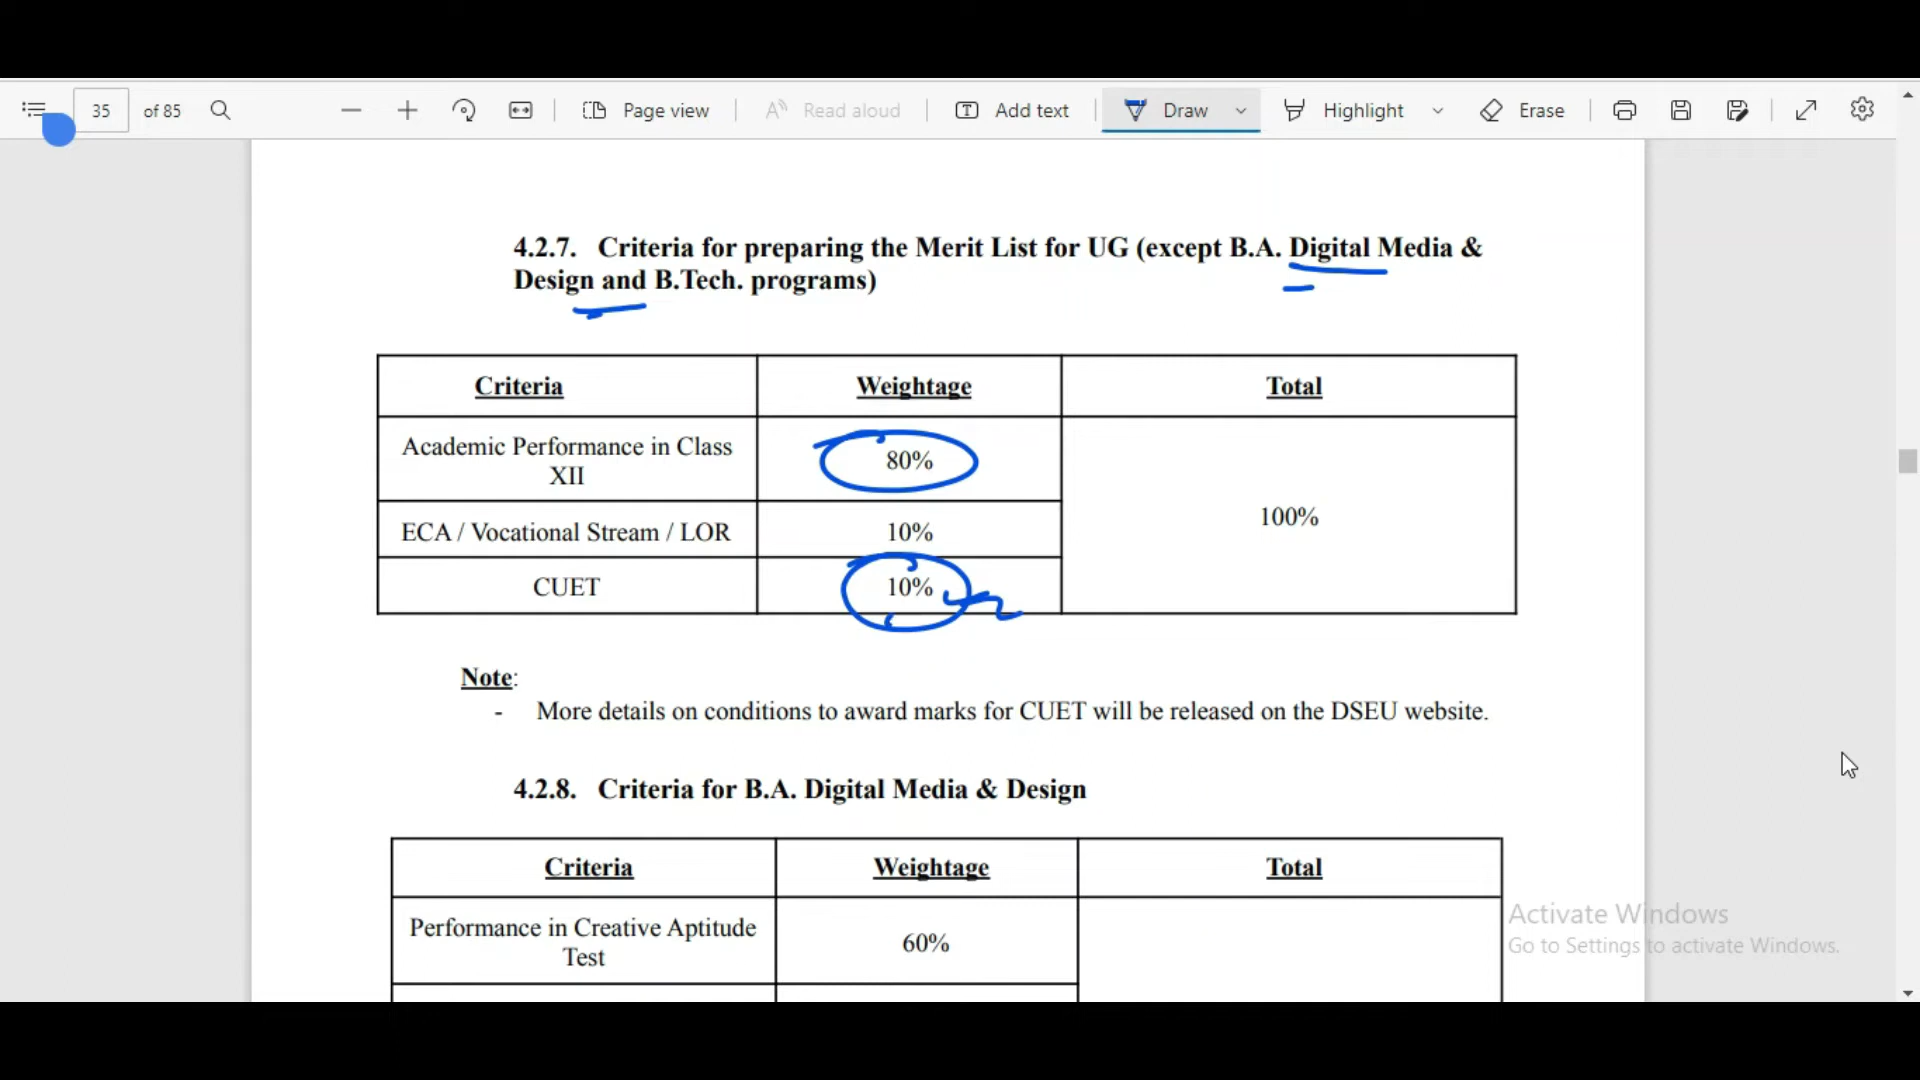 35 of 85 Page view Read aloud Add text Draw Highlight Erase
4.2.7. Criteria for preparing the Merit List for UG (except B.A. Digital Media &
Design and B.Tech. programs)
Criteria Weightage Total
Academic Performance in Class
XII
80%
ECA / Vocational Stream / LOR 10%
100%
CUET 10%
Note:
- More details on conditions to award marks for CUET will be released on the DSEU website.
4.2.8. Criteria for B.A. Digital Media & Design
Criteria Weightage Total
Performance in Creative Aptitude
Test
60%
Activate Windows
Go to Settings to activate Windows.